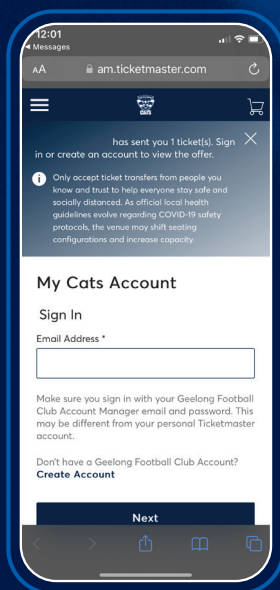 12:01
◀ Messages
AA am.ticketmaster.com
CATS
has sent you 1 ticket(s). Sign
in or create an account to view the offer.
Only accept ticket transfers from people you
know and trust to help everyone stay safe and
socially distanced. As official local health
guidelines evolve regarding COVID-19 safety
protocols, the venue may shift seating
configurations and increase capacity.
My Cats Account
Sign In
Email Address *
Make sure you sign in with your Geelong Football
Club Account Manager email and password. This
may be different from your personal Ticketmaster
account.
Don't have a Geelong Football Club Account?
Create Account
Next